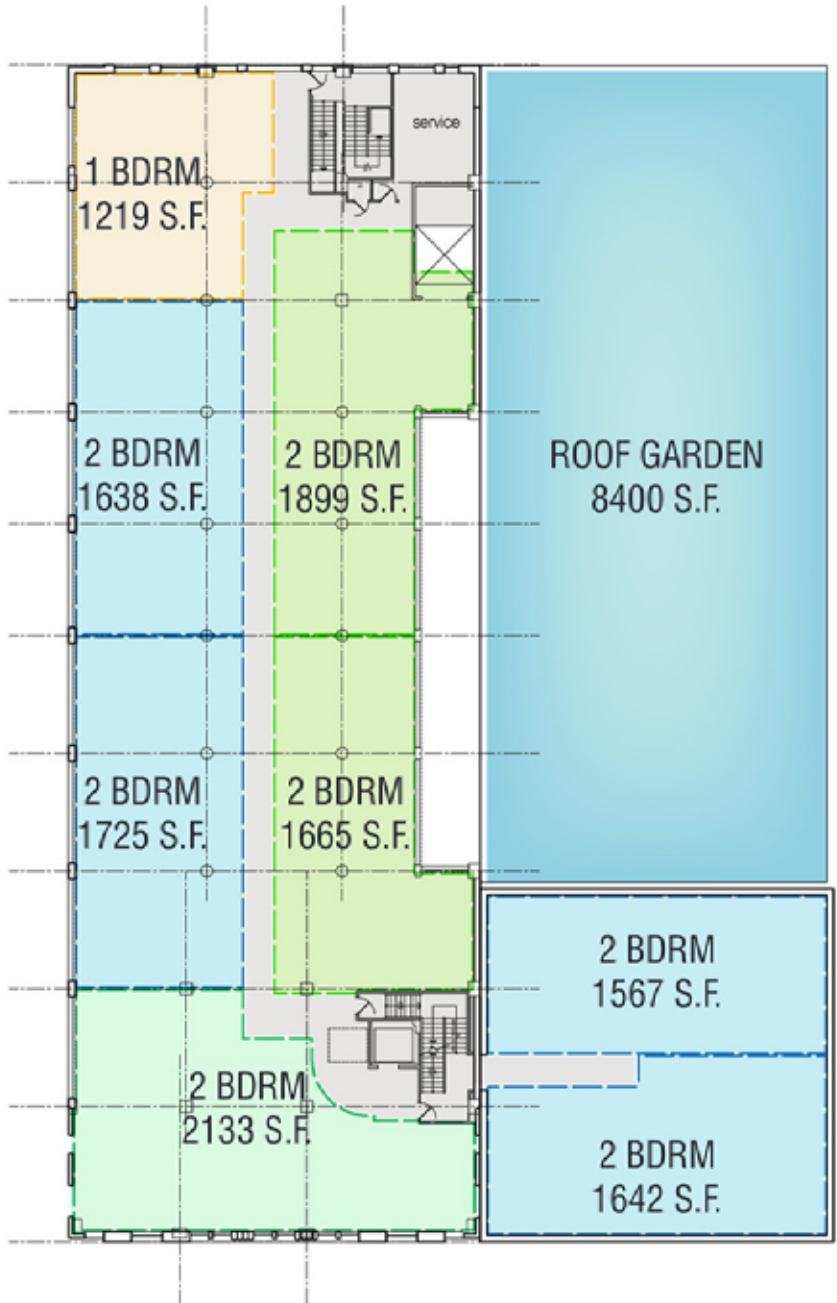 service
1 BDRM
1219 S.F.
2 BDRM
1638 S.F.
2 BDRM
1899 S.F.
ROOF GARDEN
8400 S.F.
2 BDRM
1725 S.F.
2 BDRM
1665 S.F.
2 BDRM
1567 S.F.
2 BDRM
2133 S.F.
2 BDRM
1642 S.F.